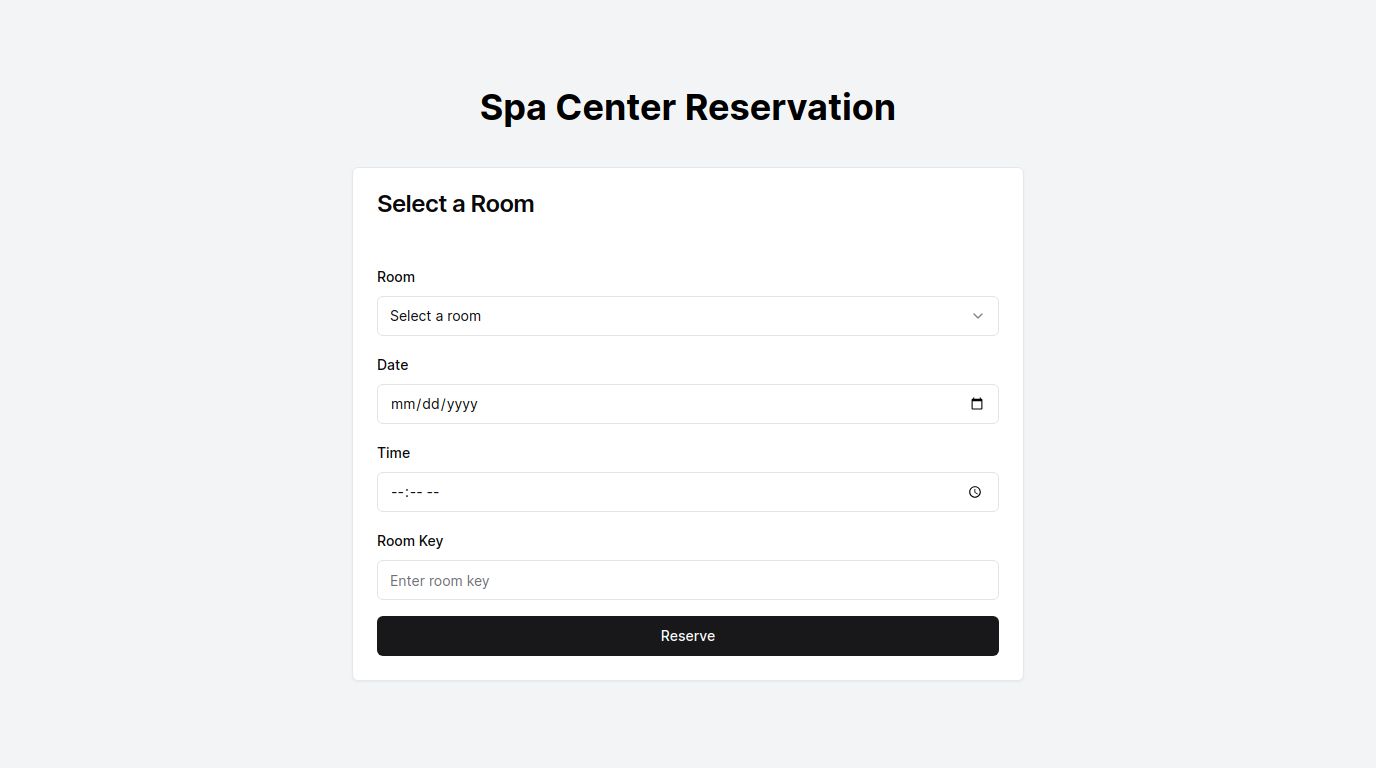 Spa Center Reservation
Select a Room
Room
Select a room
Date
mm/dd/yyyy
Time
--:-- --
Room Key
Enter room key
Reserve